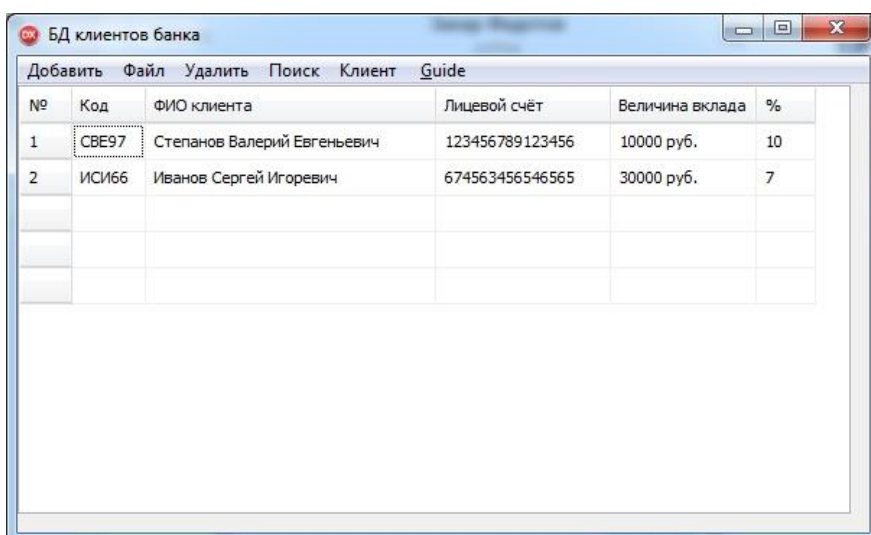 DX БД клиентов банка
Добавить Файл Удалить Поиск Клиент Guide
№ Код ФИО клиента Лицевой счёт Величина вклада %
1 СВЕ97 Степанов Валерий Евгеньевич 123456789123456 10000 руб. 10
2 ИСИ66 Иванов Сергей Игоревич 674563456546565 30000 руб. 7